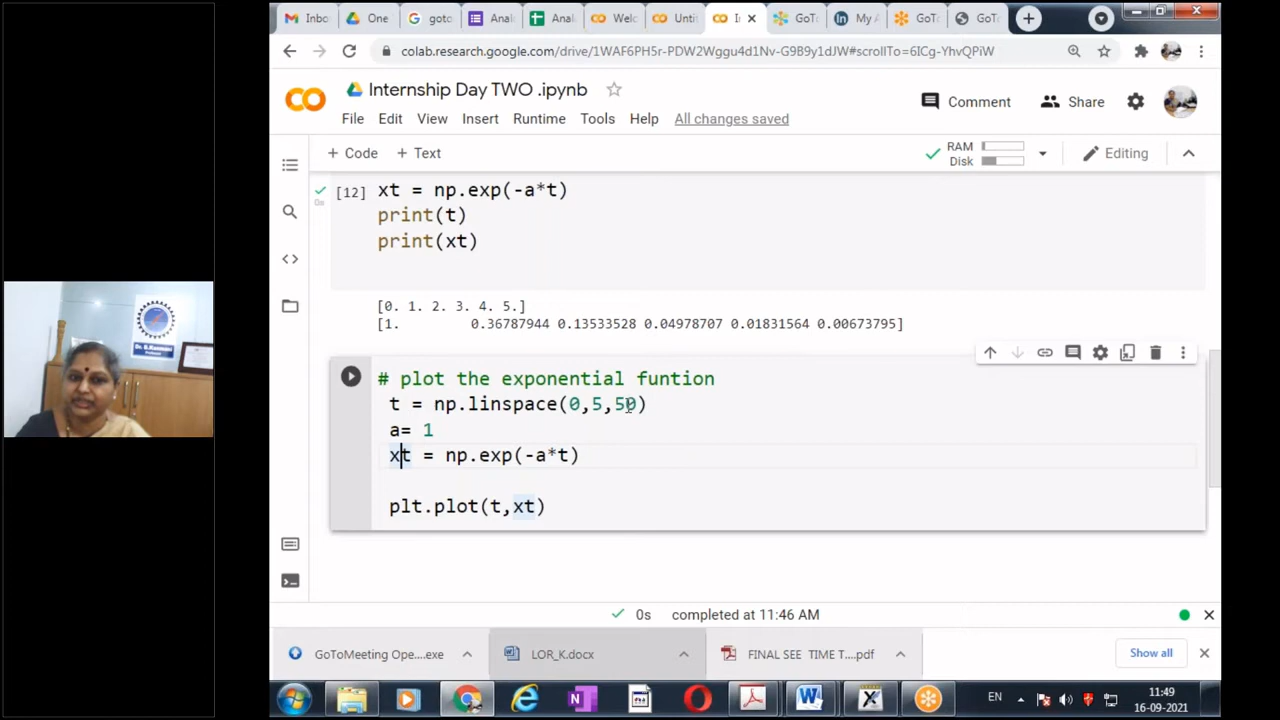 Inbo
One
goto
Anal
Anal
Welc
Unti
I
GoTo
My A
GoTo
GoTo
colab.research.google.com/drive/1WAF6PH5r-PDW2Wggu4d1Nv-G9B9y1dJW#scrollTo=6ICg-YhvQPiW
Internship Day TWO .ipynb
Comment
Share
File Edit View Insert Runtime Tools Help All changes saved
+ Code + Text
RAM
Disk
Editing
[12] xt = np.exp(-a*t)
print(t)
print(xt)
[0. 1. 2. 3. 4. 5.]
[1. 0.36787944 0.13533528 0.04978707 0.01831564 0.00673795]
# plot the exponential funtion
t = np.linspace(0,5,50)
a= 1
xt = np.exp(-a*t)
plt.plot(t,xt)
0s completed at 11:46 AM
GoToMeeting Ope....exe
LOR_K.docx
FINAL SEE TIME T....pdf
Show all
EN
11:49
16-09-2021